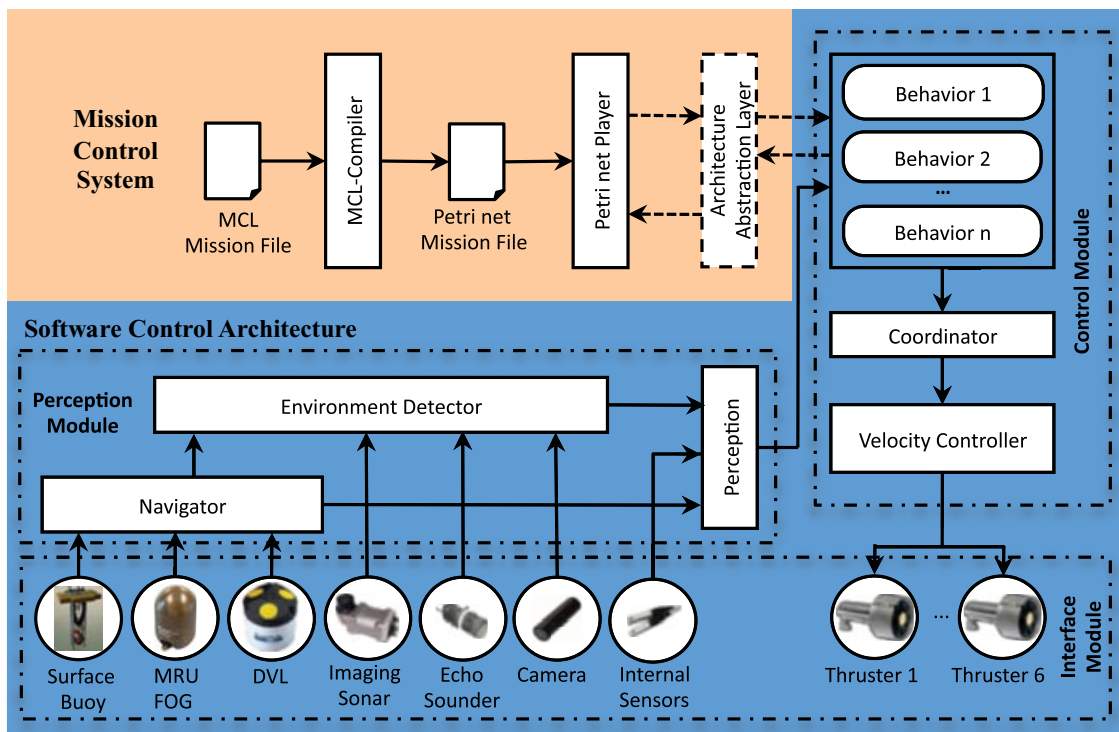 Mission
Control
System
MCL
Mission File
MCL-Compiler
Petri net
Mission File
Petri net Player
Architecture
Abstraction Layer
Behavior 1
Behavior 2
...
Behavior n
Coordinator
Velocity Controller
Control Module
Software Control Architecture
Perception
Module
Environment Detector
Navigator
Perception
Surface
Buoy
MRU
FOG
DVL
Imaging
Sonar
Echo
Sounder
Camera
Internal
Sensors
Thruster 1
...
Thruster 6
Interface
Module